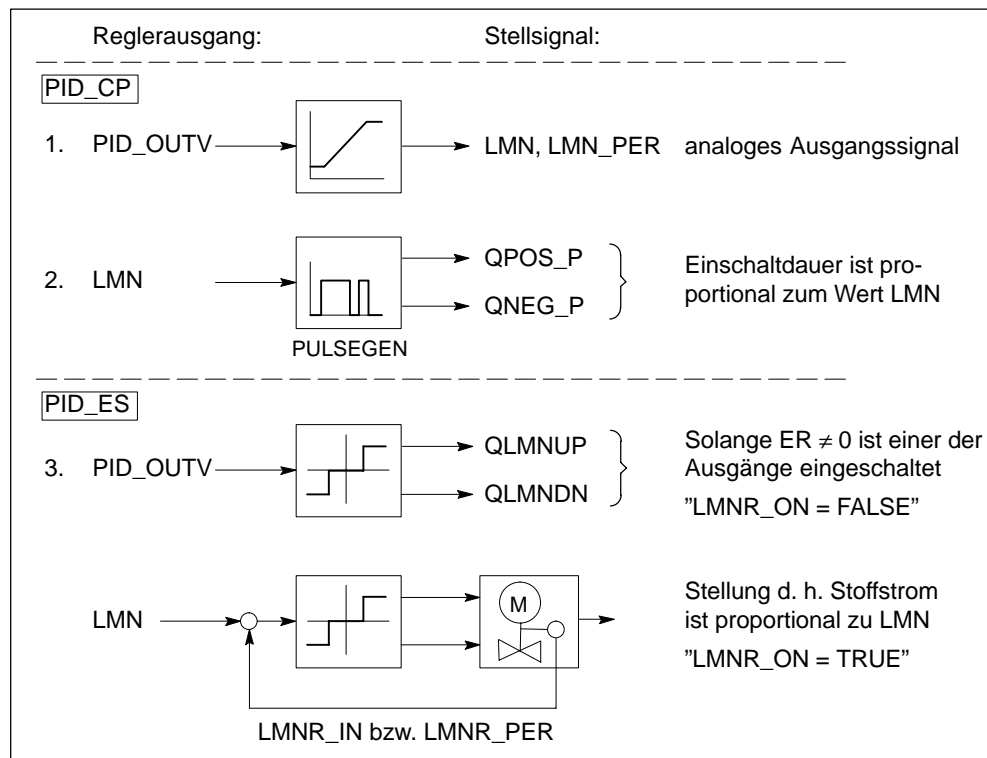 Reglerausgang: Stellsignal:
PID_CP
1. PID_OUTV LMN, LMN_PER analoges Ausgangssignal
2. LMN QPOS_P
QNEG_P
Einschaltdauer ist pro-
portional zum Wert LMN
PULSEGEN
PID_ES
3. PID_OUTV QLMNUP
QLMNDN
Solange ER ≠ 0 ist einer der
Ausgänge eingeschaltet
”LMNR_ON = FALSE”
LMN M
Stellung d. h. Stoffstrom
ist proportional zu LMN
”LMNR_ON = TRUE”
LMNR_IN bzw. LMNR_PER